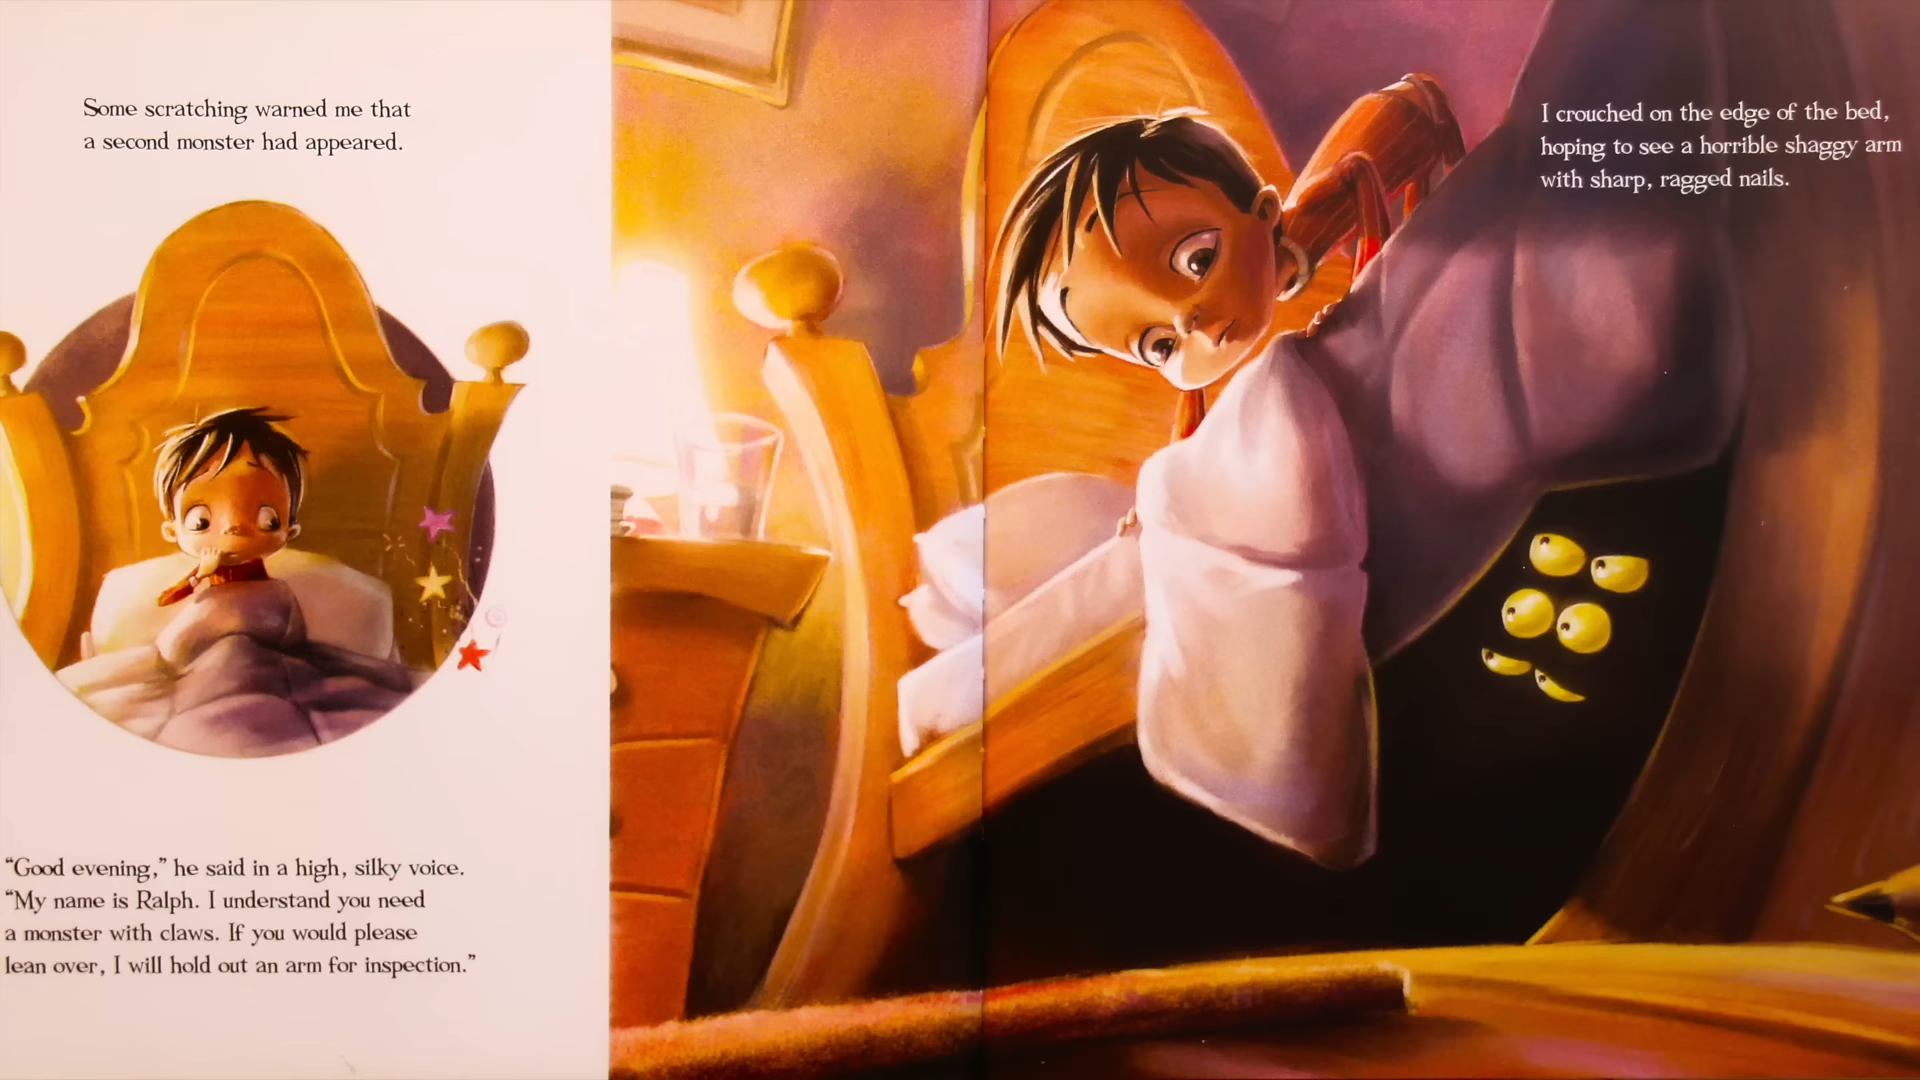 Some scratching warned me that
a second monster had appeared.
“Good evening,” he said in a high, silky voice.
“My name is Ralph. I understand you need
a monster with claws. If you would please
lean over, I will hold out an arm for inspection.”
I crouched on the edge of the bed,
hoping to see a horrible shaggy arm
with sharp, ragged nails.